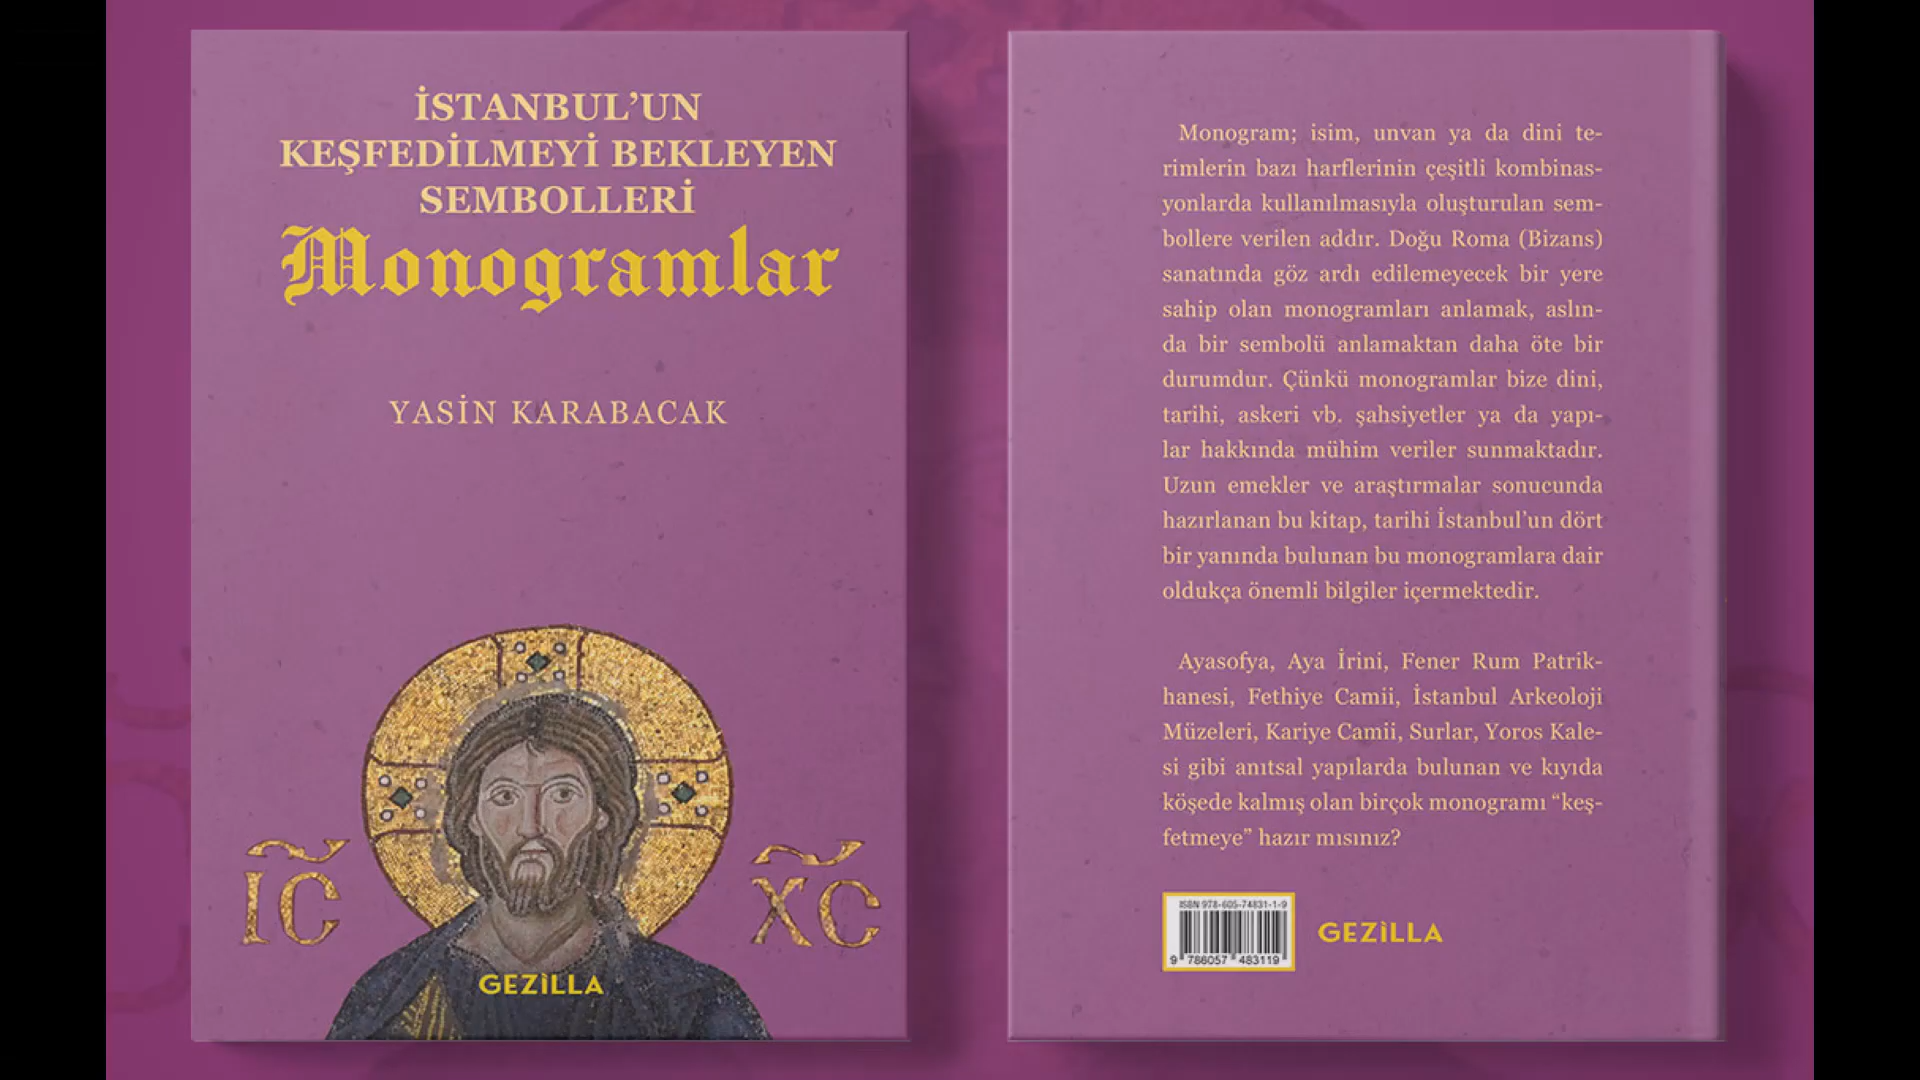 İSTANBUL’UN
KEŞFEDİLMEYİ BEKLEYEN
SEMBOLLERİ
Monogramlar
YASİN KARABACAK
IC
XC
GEZİLLA
Monogram; isim, unvan ya da dini te-
rimlerin bazı harflerinin çeşitli kombinas-
yonlarda kullanılmasıyla oluşturulan sem-
bollere verilen addır. Doğu Roma (Bizans)
sanatında göz ardı edilemeyecek bir yere
sahip olan monogramları anlamak, aslın-
da bir sembolü anlamaktan daha öte bir
durumdur. Çünkü monogramlar bize dini,
tarihi, askeri vb. şahsiyetler ya da yapı-
lar hakkında mühim veriler sunmaktadır.
Uzun emekler ve araştırmalar sonucunda
hazırlanan bu kitap, tarihi İstanbul’un dört
bir yanında bulunan bu monogramlara dair
oldukça önemli bilgiler içermektedir.
Ayasofya, Aya İrini, Fener Rum Patrik-
hanesi, Fethiye Camii, İstanbul Arkeoloji
Müzeleri, Kariye Camii, Surlar, Yoros Kale-
si gibi anıtsal yapılarda bulunan ve kıyıda
köşede kalmış olan birçok monogramı “keş-
fetmeye” hazır mısınız?
ISBN 978-605-74831-1-9
9 786057 483119
GEZİLLA